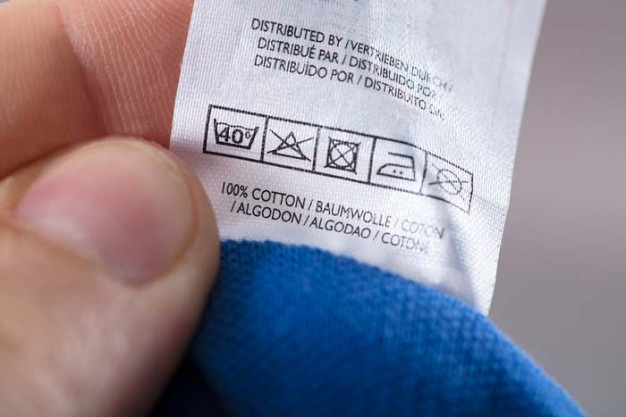 DISTRIBUTED BY / VERTRIEBEN DURCH /
DISTRIBUÉ PAR / DISTRIBUIDO POR /
DISTRIBUÍDO POR / DISTRIBUITO DA:
40°
100% COTTON / BAUMWOLLE / COTON
/ ALGODON / ALGODAO / COTONE